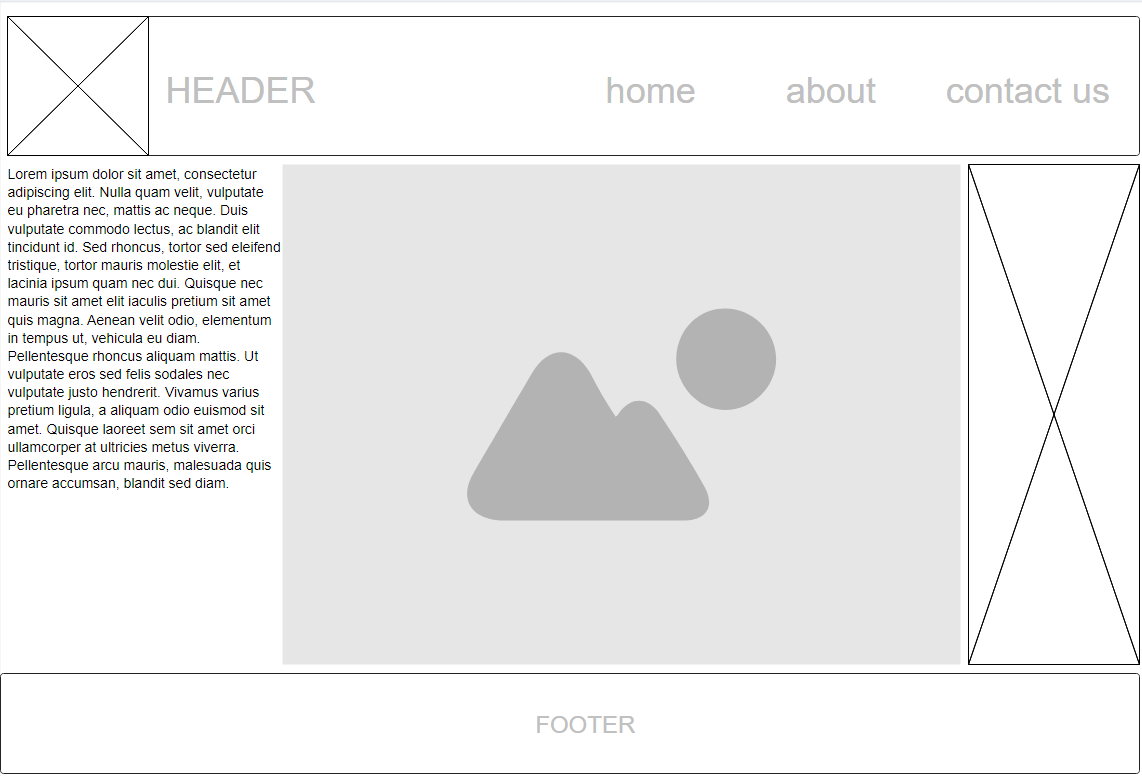 HEADER
home
about
contact us
Lorem ipsum dolor sit amet, consectetur
adipiscing elit. Nulla quam velit, vulputate
eu pharetra nec, mattis ac neque. Duis
vulputate commodo lectus, ac blandit elit
tincidunt id. Sed rhoncus, tortor sed eleifend
tristique, tortor mauris molestie elit, et
lacinia ipsum quam nec dui. Quisque nec
mauris sit amet elit iaculis pretium sit amet
quis magna. Aenean velit odio, elementum
in tempus ut, vehicula eu diam.
Pellentesque rhoncus aliquam mattis. Ut
vulputate eros sed felis sodales nec
vulputate justo hendrerit. Vivamus varius
pretium ligula, a aliquam odio euismod sit
amet. Quisque laoreet sem sit amet orci
ullamcorper at ultricies metus viverra.
Pellentesque arcu mauris, malesuada quis
ornare accumsan, blandit sed diam.
FOOTER